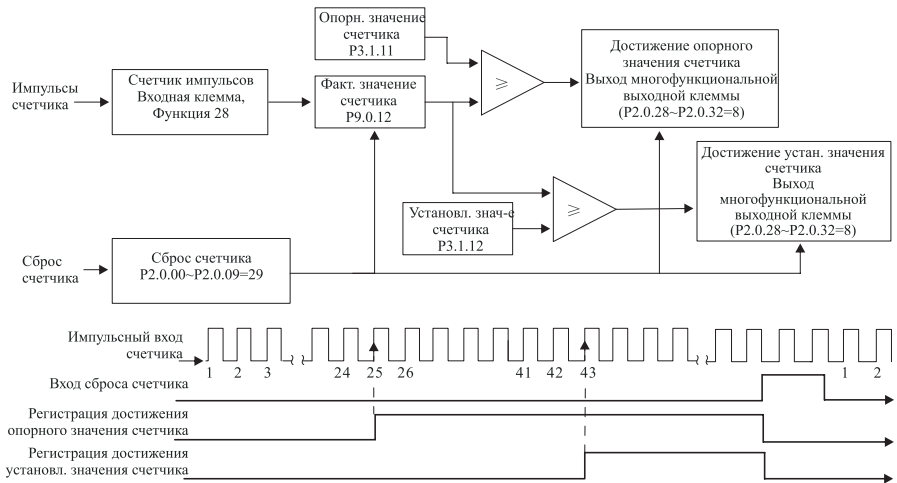 Опорн. значение
счетчика
P3.1.11
Достижение опорного
значения счетчика
Выход многофункциональной
выходной клеммы
(P2.0.28~P2.0.32=8)
Импульсы
счетчика
Счетчик импульсов
Входная клемма,
Функция 28
Факт. значение
счетчика
P9.0.12
≥
Достижение устан. значения
счетчика
Выход
многофункциональной
выходной клеммы
(P2.0.28~P2.0.32=8)
Установл. знач-е
счетчика
P3.1.12
≥
Сброс
счетчика
Сброс счетчика
P2.0.00~P2.0.09=29
Импульсный вход
счетчика
1 2 3 24 25 26 41 42 43 1 2
Вход сброса счетчика
Регистрация достижения
опорного значения счетчика
Регистрация достижения
установл. значения счетчика